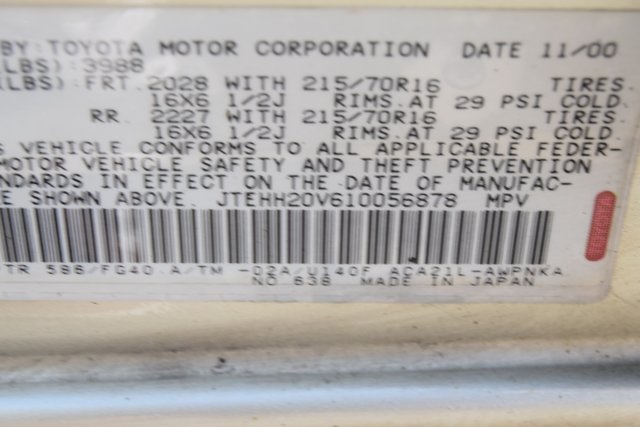 BY: TOYOTA MOTOR CORPORATION DATE 11/00
(LBS): 3988
(LBS): FRT. 2028 WITH 215/70R16 TIRES.
16X6 1/2J RIMS. AT 29 PSI COLD.
RR. 2227 WITH 215/70R16 TIRES.
16X6 1/2J RIMS. AT 29 PSI COLD.
S VEHICLE CONFORMS TO ALL APPLICABLE FEDER-
MOTOR VEHICLE SAFETY AND THEFT PREVENTION
ANDARDS IN EFFECT ON THE DATE OF MANUFAC-
E SHOWN ABOVE. JTEHH20V610056878 MPV
TR 586/FG40 A/TM -02A/U140F ACA21L-AWPNKA
NO 638 MADE IN JAPAN